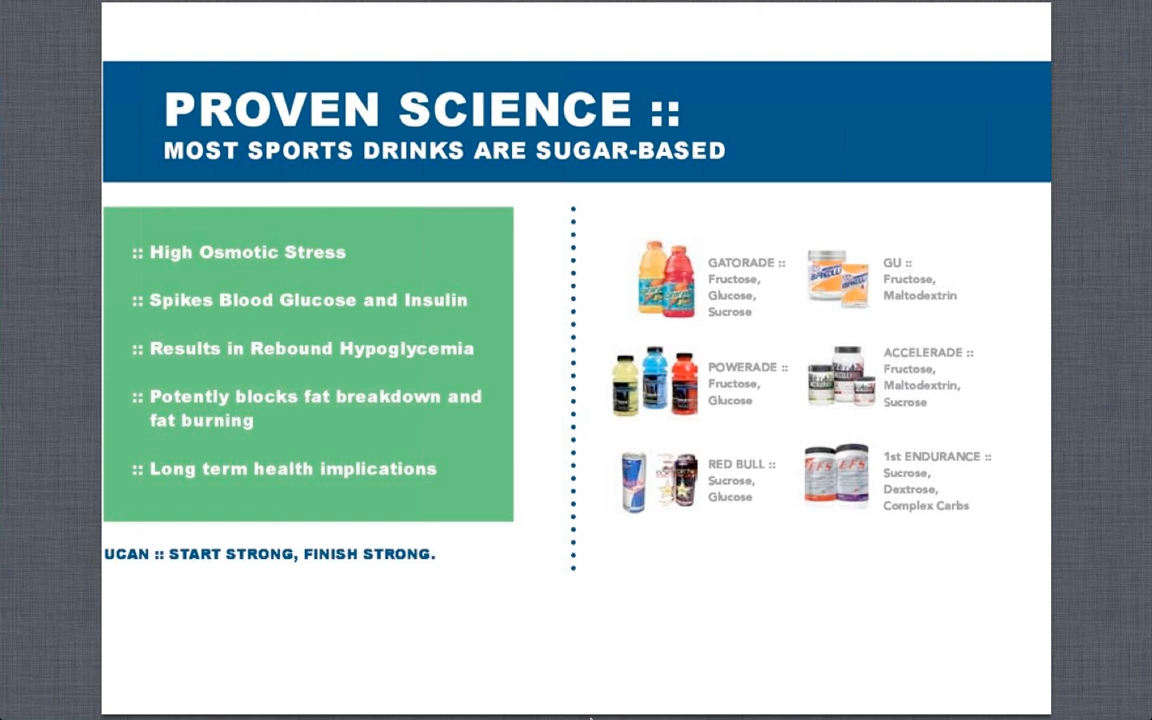 PROVEN SCIENCE ::
MOST SPORTS DRINKS ARE SUGAR-BASED
:: High Osmotic Stress
:: Spikes Blood Glucose and Insulin
:: Results in Rebound Hypoglycemia
:: Potently blocks fat breakdown and
fat burning
:: Long term health implications
UCAN :: START STRONG, FINISH STRONG.
GATORADE ::
Fructose,
Glucose,
Sucrose
GU ::
Fructose,
Maltodextrin
POWERADE ::
Fructose,
Glucose
ACCELERADE ::
Fructose,
Maltodextrin,
Sucrose
RED BULL ::
Sucrose,
Glucose
1st ENDURANCE ::
Sucrose,
Dextrose,
Complex Carbs
EFS
EFS